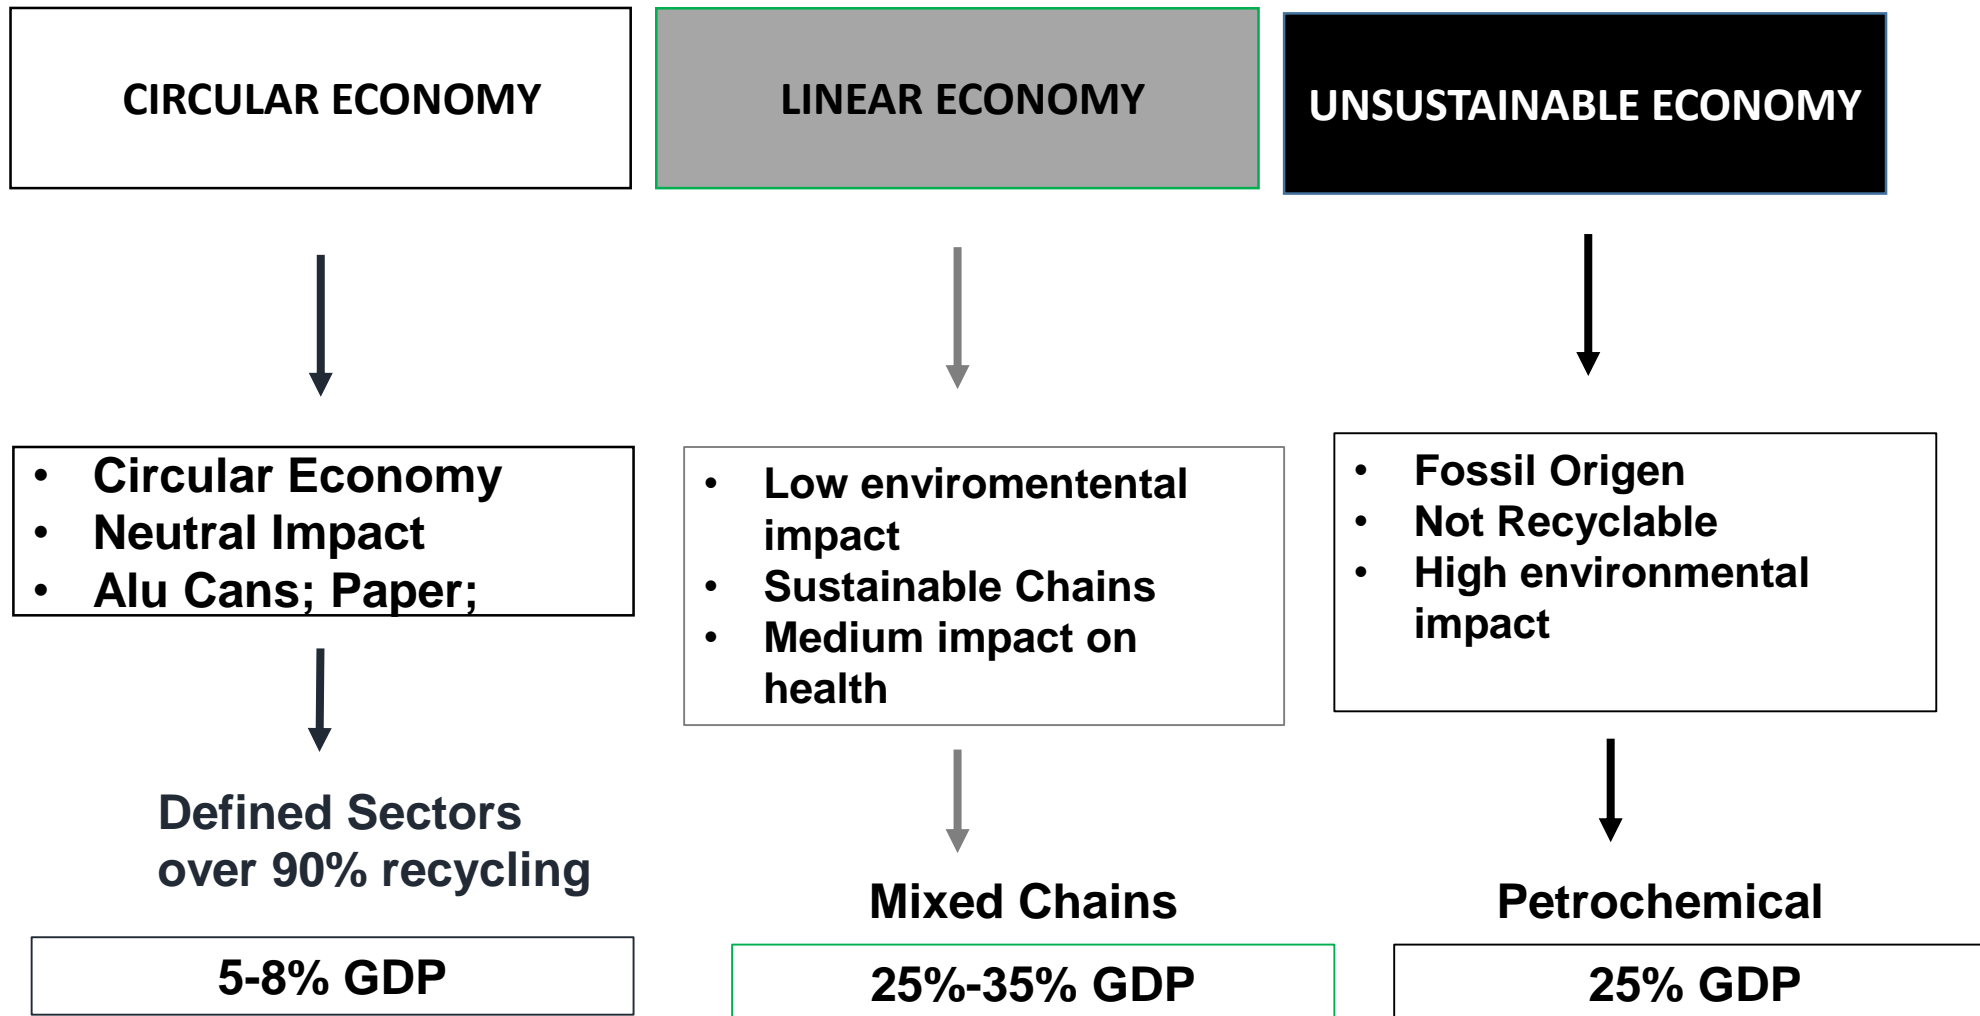 CIRCULAR ECONOMY
LINEAR ECONOMY
UNSUSTAINABLE ECONOMY
• Circular Economy
• Neutral Impact
• Alu Cans; Paper;
• Low enviromentental
impact
• Sustainable Chains
• Medium impact on
health
• Fossil Origen
• Not Recyclable
• High environmental
impact
Defined Sectors
over 90% recycling
Mixed Chains
Petrochemical
5-8% GDP
25%-35% GDP
25% GDP